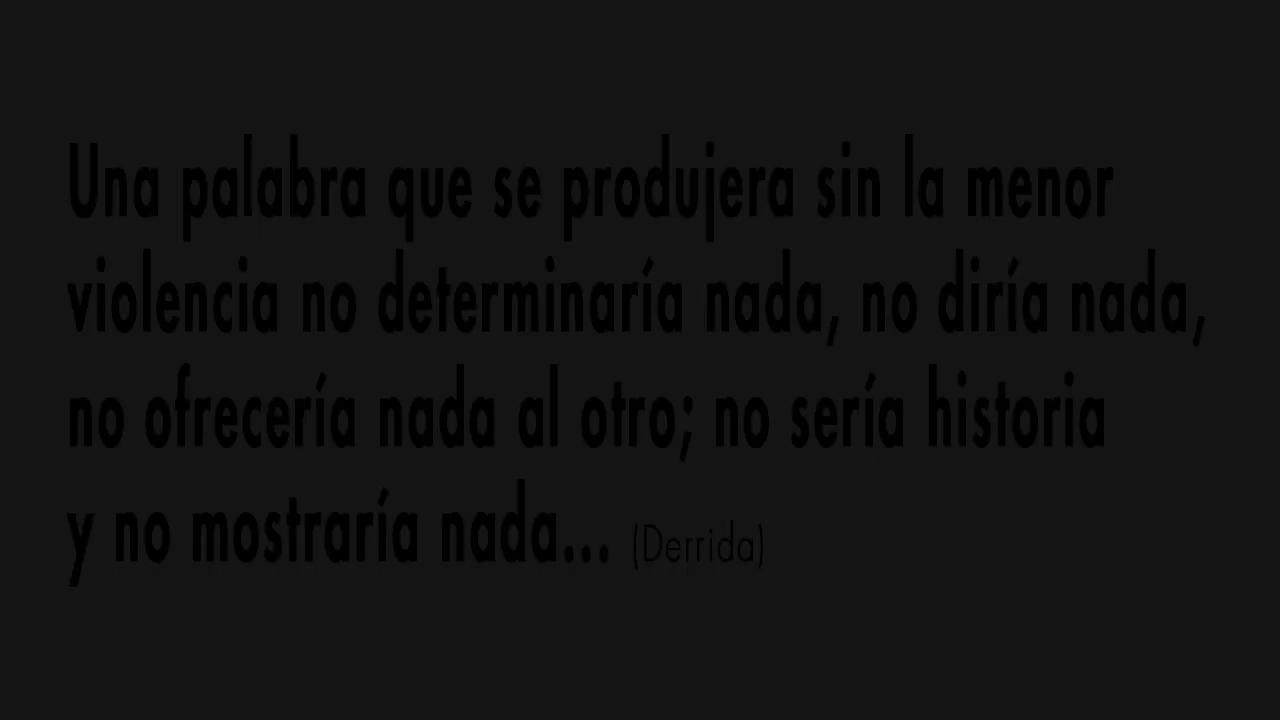 Una palabra que se produjera sin la menor
violencia no determinaría nada, no diría nada,
no ofrecería nada al otro; no sería historia
y no mostraría nada... (Derrida)